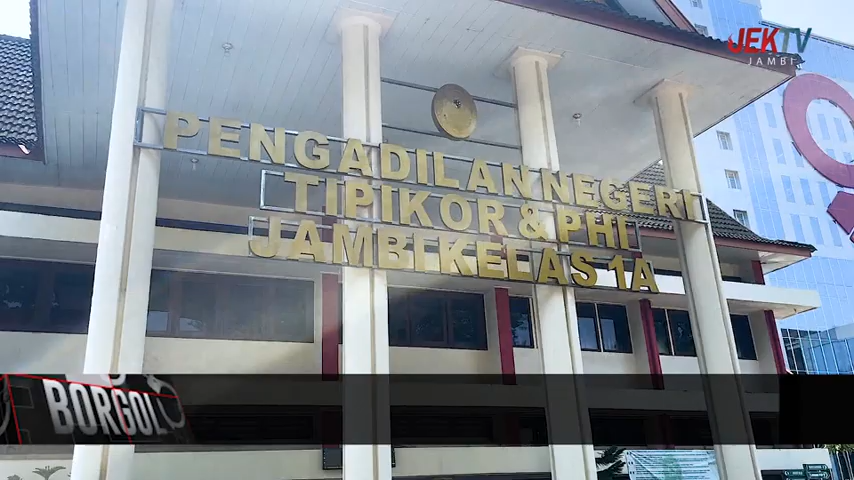 JEKTV
JAMBI
PENGADILAN NEGERI
TIPIKOR & PHI
JAMBI KELAS 1A
BORGOL